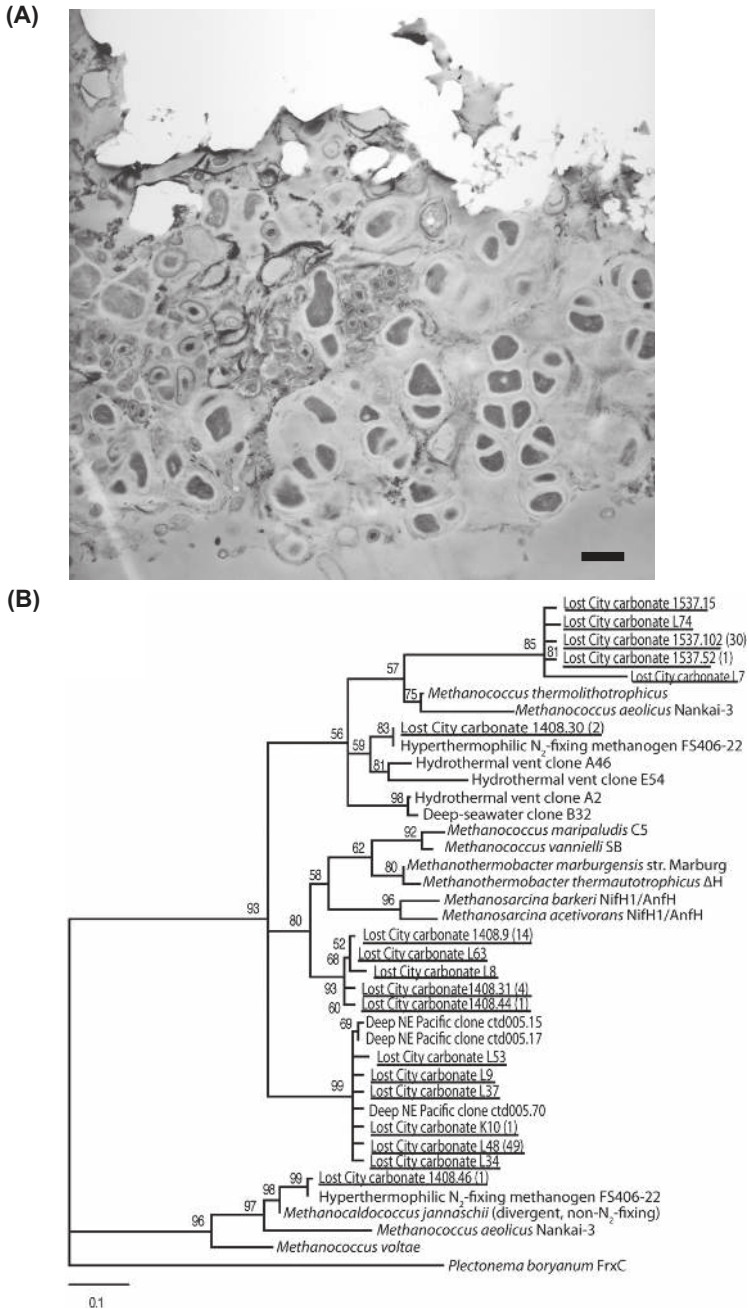 (A)
(B)
Lost City carbonate 1537.15
Lost City carbonate L74
85
Lost City carbonate 1537.102 (30)
81
Lost City carbonate 1537.52 (1)
Lost City carbonate L7
57
75
Methanococcus thermolithotrophicus
Methanococcus aeolicus Nankai-3
56
83
Lost City carbonate 1408.30 (2)
59
Hyperthermophilic N₂-fixing methanogen FS406-22
81
Hydrothermal vent clone A46
Hydrothermal vent clone E54
98
Hydrothermal vent clone A2
Deep-seawater clone B32
92
Methanococcus maripaludis C5
62
Methanococcus vannielli SB
80
Methanothermobacter marburgensis str. Marburg
58
Methanothermobacter thermautotrophicus ΔH
96
Methanosarcina barkeri NifH1/AnfH
93
80
Methanosarcina acetivorans NifH1/AnfH
52
Lost City carbonate 1408.9 (14)
68
Lost City carbonate L63
Lost City carbonate L8
93
Lost City carbonate1408.31 (4)
60
Lost City carbonate1408.44 (1)
69
Deep NE Pacific clone ctd005.15
Deep NE Pacific clone ctd005.17
Lost City carbonate L53
99
Lost City carbonate L9
Lost City carbonate L37
Deep NE Pacific clone ctd005.70
Lost City carbonate K10 (1)
Lost City carbonate L48 (49)
Lost City carbonate L34
99
Lost City carbonate 1408.46 (1)
98
Hyperthermophilic N₂-fixing methanogen FS406-22
97
Methanocaldococcus jannaschii (divergent, non-N₂-fixing)
96
Methanococcus aeolicus Nankai-3
Methanococcus voltae
Plectonema boryanum FrxC
0.1